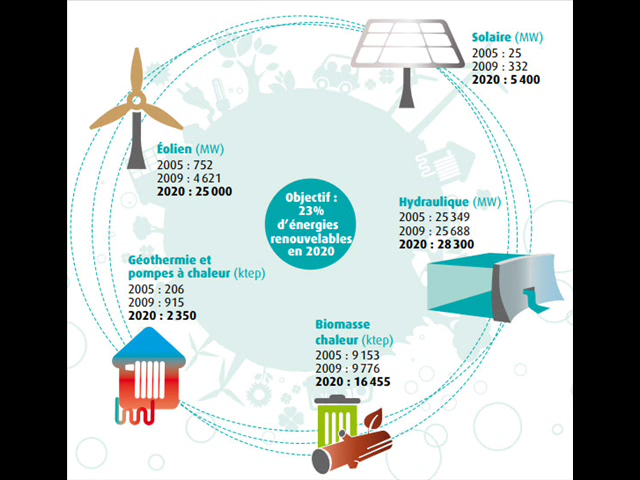 Solaire (MW)
2005 : 25
2009 : 332
2020 : 5 400
Éolien (MW)
2005 : 752
2009 : 4 621
2020 : 25 000
Objectif :
23%
d’énergies
renouvelables
en 2020
Hydraulique (MW)
2005 : 25 349
2009 : 25 688
2020 : 28 300
Géothermie et
pompes à chaleur (ktep)
2005 : 206
2009 : 915
2020 : 2 350
Biomasse
chaleur (ktep)
2005 : 9 153
2009 : 9 776
2020 : 16 455